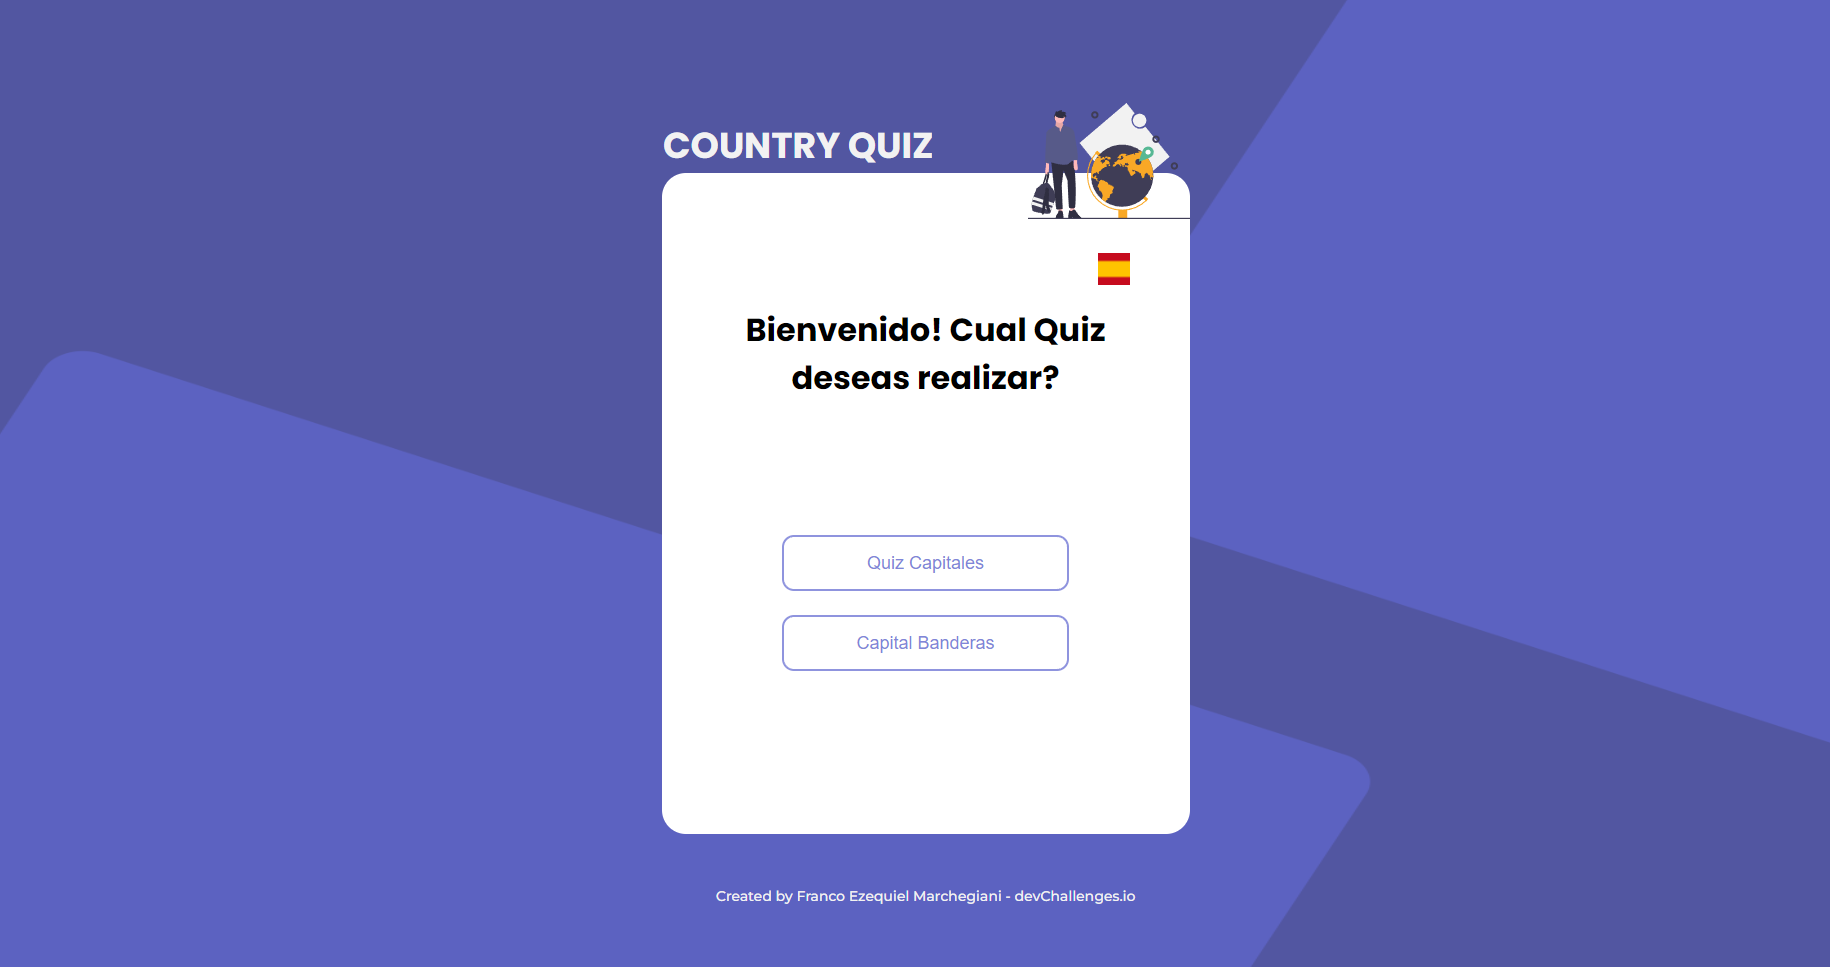 COUNTRY QUIZ
Bienvenido! Cual Quiz
deseas realizar?
Quiz Capitales
Capital Banderas
Created by Franco Ezequiel Marchegiani - devChallenges.io